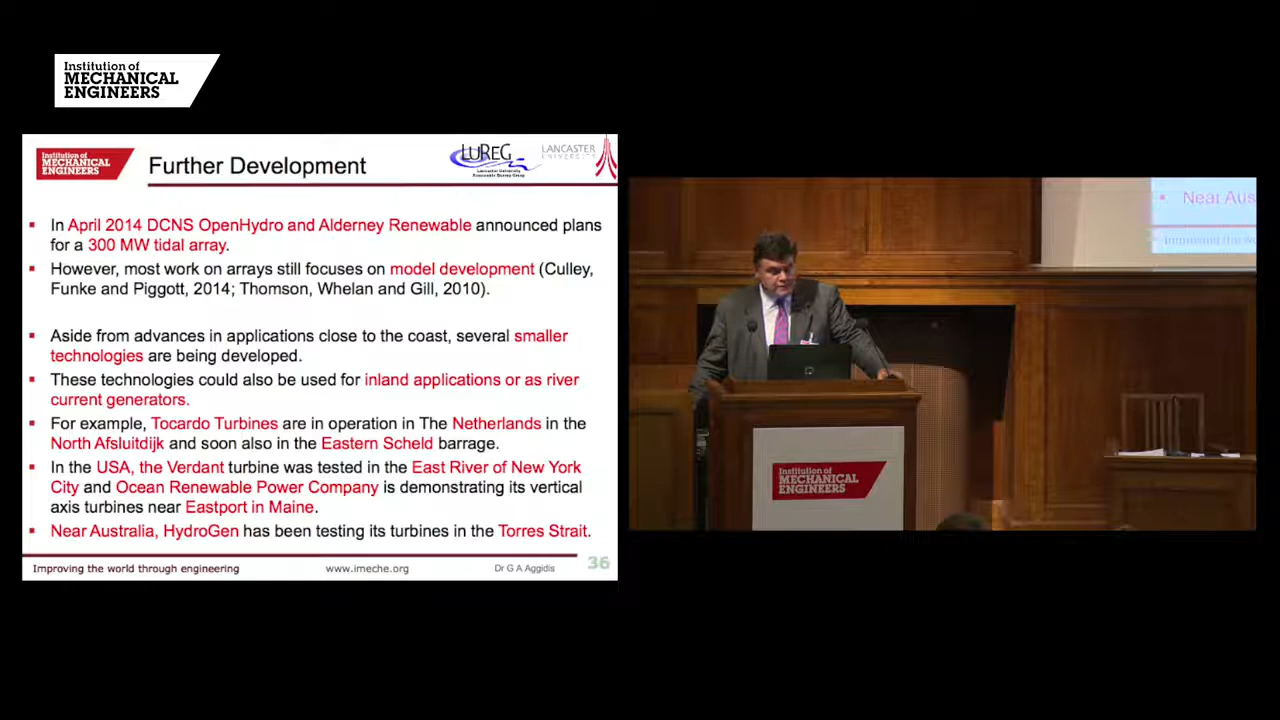 Institution of
MECHANICAL
ENGINEERS
Institution of
MECHANICAL
ENGINEERS
Further Development
LUREG
Lancaster University
Renewable Energy Group
LANCASTER
UNIVERSITY
▪ In April 2014 DCNS OpenHydro and Alderney Renewable announced plans
for a 300 MW tidal array.
▪ However, most work on arrays still focuses on model development (Culley,
Funke and Piggott, 2014; Thomson, Whelan and Gill, 2010).
▪ Aside from advances in applications close to the coast, several smaller
technologies are being developed.
▪ These technologies could also be used for inland applications or as river
current generators.
▪ For example, Tocardo Turbines are in operation in The Netherlands in the
North Afsluitdijk and soon also in the Eastern Scheld barrage.
▪ In the USA, the Verdant turbine was tested in the East River of New York
City and Ocean Renewable Power Company is demonstrating its vertical
axis turbines near Eastport in Maine.
▪ Near Australia, HydroGen has been testing its turbines in the Torres Strait.
Improving the world through engineering
www.imeche.org
Dr G A Aggidis
36
▪ Near Aus
Improving the wo
Institution of
MECHANICAL
ENGINEERS